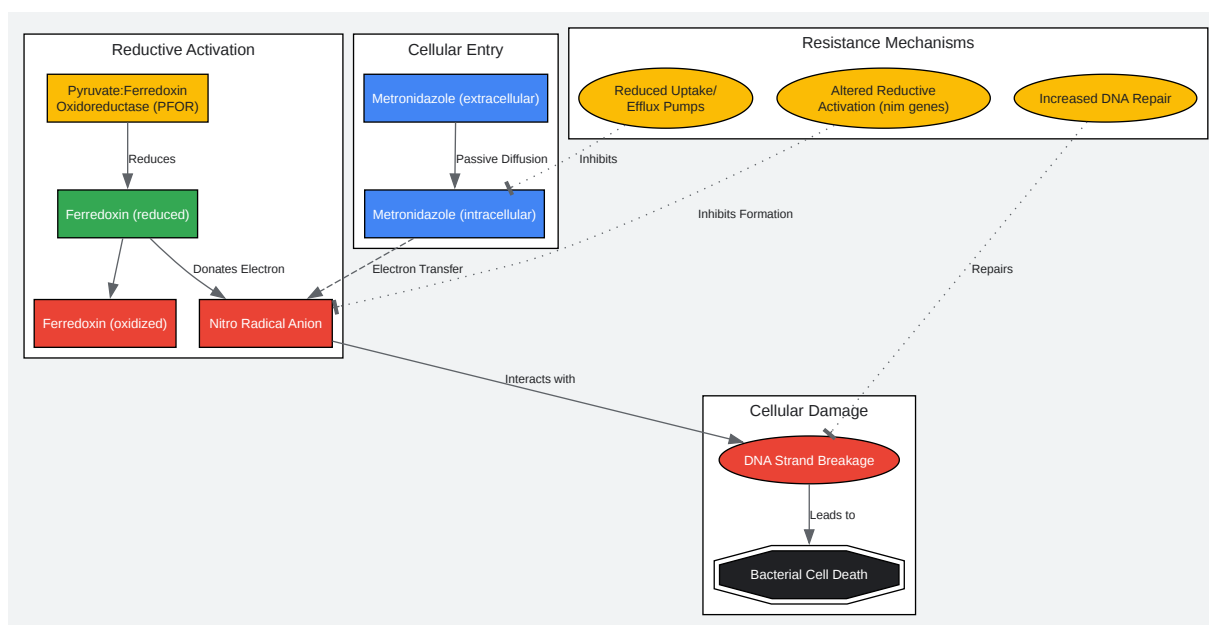 Reductive Activation
Pyruvate:Ferredoxin
Oxidoreductase (PFOR)
Reduces
Ferredoxin (reduced)
Donates Electron
Ferredoxin (oxidized)
Nitro Radical Anion
Cellular Entry
Metronidazole (extracellular)
Passive Diffusion
Metronidazole (intracellular)
Electron Transfer
Resistance Mechanisms
Reduced Uptake/
Efflux Pumps
Altered Reductive
Activation (nim genes)
Increased DNA Repair
Inhibits
Inhibits Formation
Repairs
Interacts with
Cellular Damage
DNA Strand Breakage
Leads to
Bacterial Cell Death